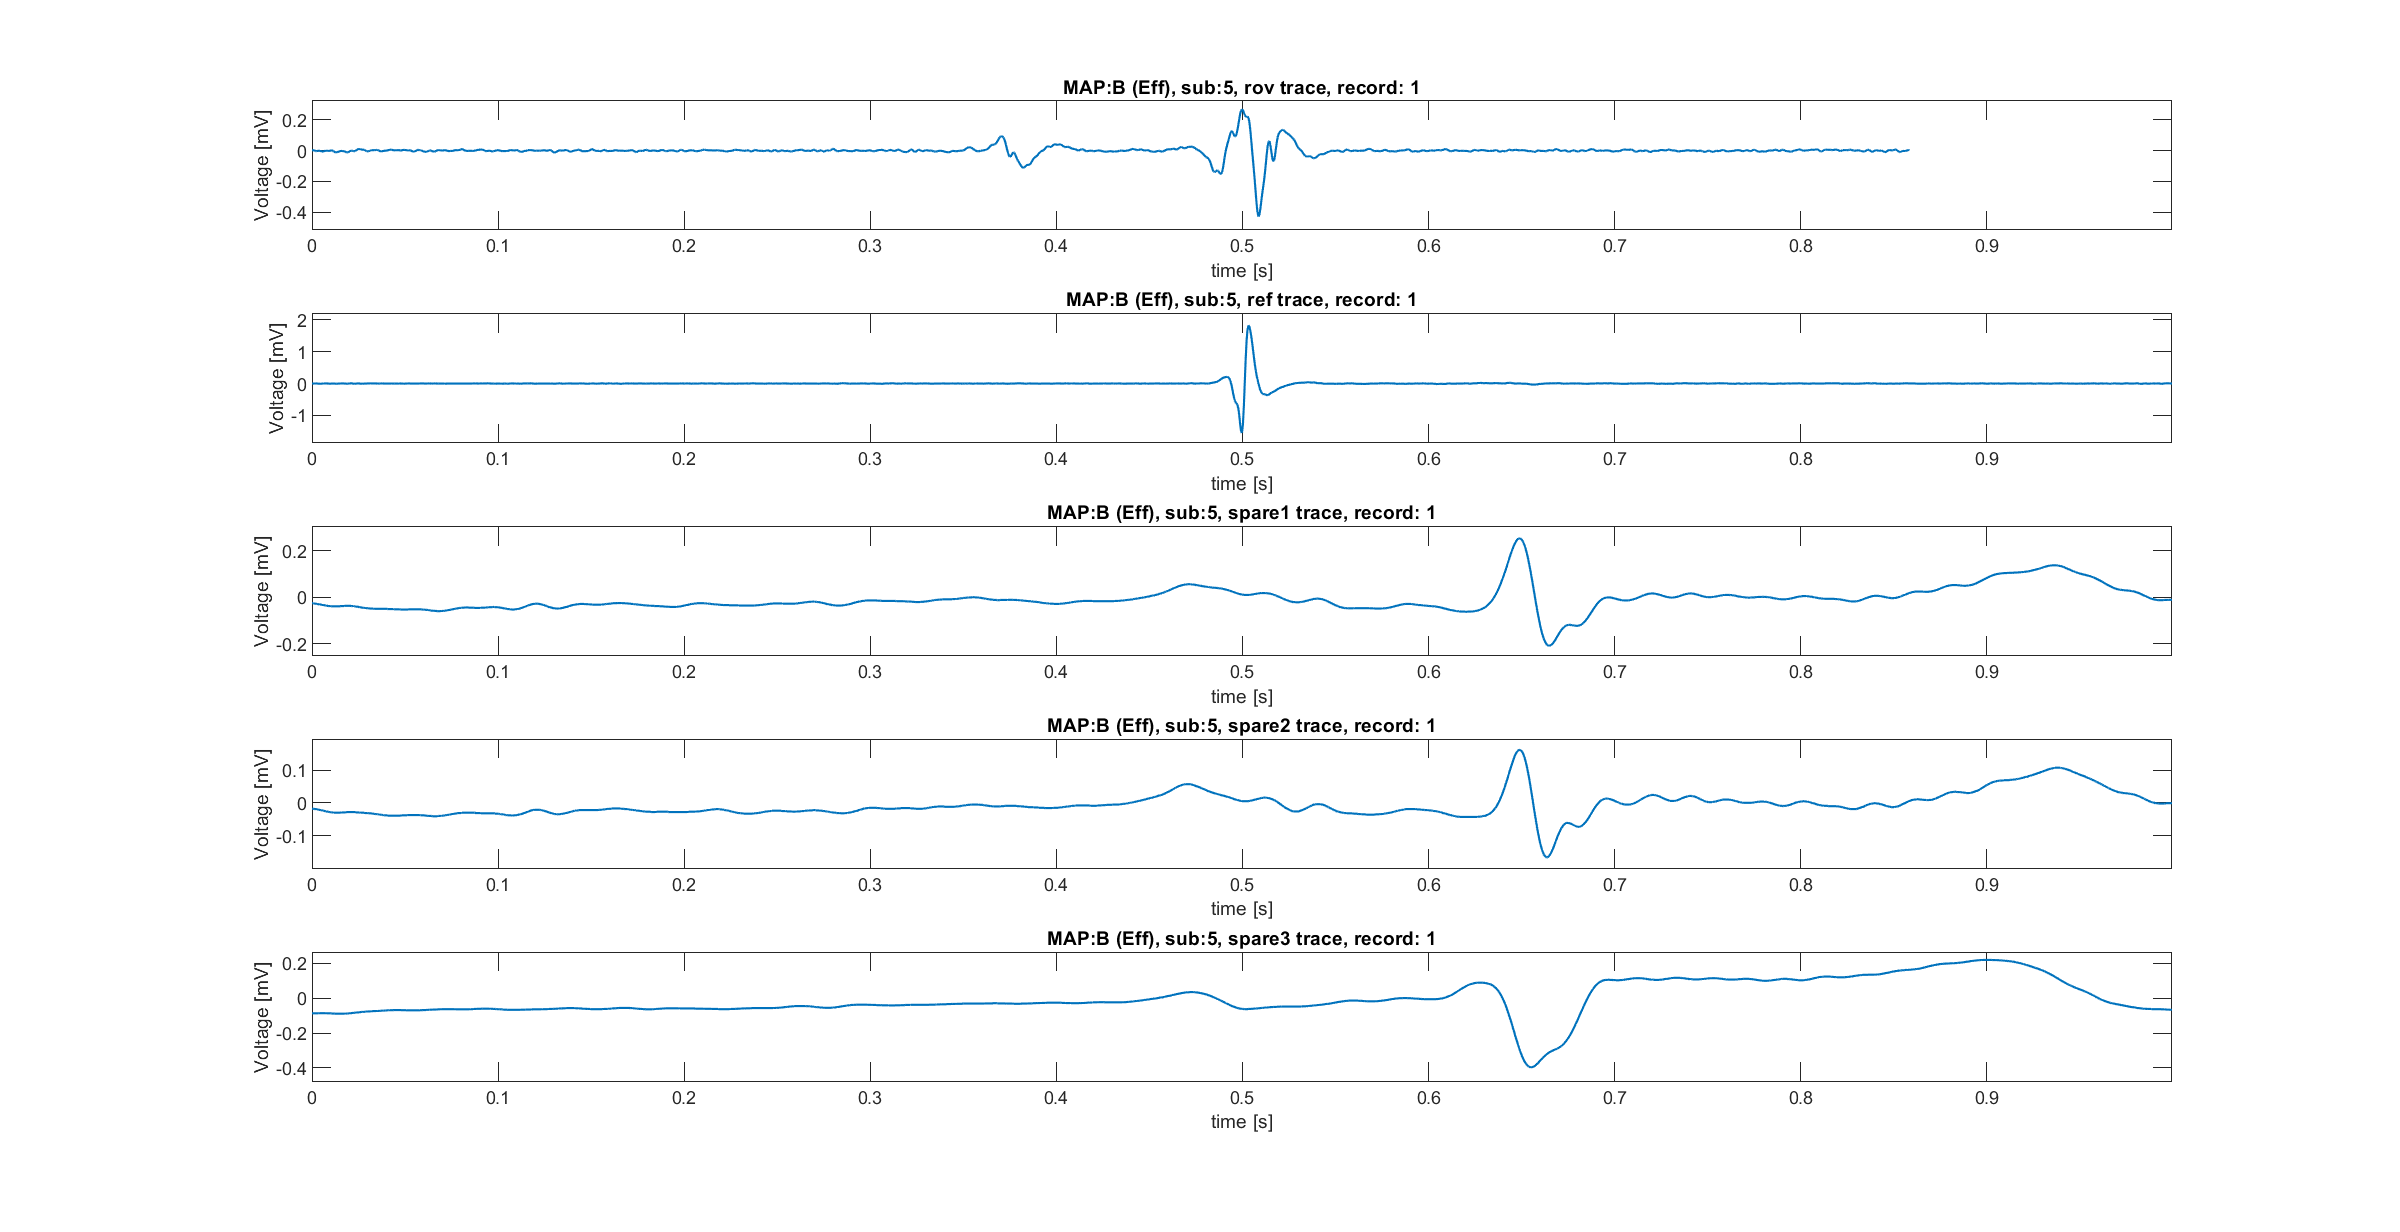 MAP:B (Eff), sub:5, rov trace, record: 1
Voltage [mV]
0.2
0
-0.2
-0.4
0 0.1 0.2 0.3 0.4 0.5 0.6 0.7 0.8 0.9
time [s]
MAP:B (Eff), sub:5, ref trace, record: 1
Voltage [mV]
2
1
0
-1
0 0.1 0.2 0.3 0.4 0.5 0.6 0.7 0.8 0.9
time [s]
MAP:B (Eff), sub:5, spare1 trace, record: 1
Voltage [mV]
0.2
0
-0.2
0 0.1 0.2 0.3 0.4 0.5 0.6 0.7 0.8 0.9
time [s]
MAP:B (Eff), sub:5, spare2 trace, record: 1
Voltage [mV]
0.1
0
-0.1
0 0.1 0.2 0.3 0.4 0.5 0.6 0.7 0.8 0.9
time [s]
MAP:B (Eff), sub:5, spare3 trace, record: 1
Voltage [mV]
0.2
0
-0.2
-0.4
0 0.1 0.2 0.3 0.4 0.5 0.6 0.7 0.8 0.9
time [s]